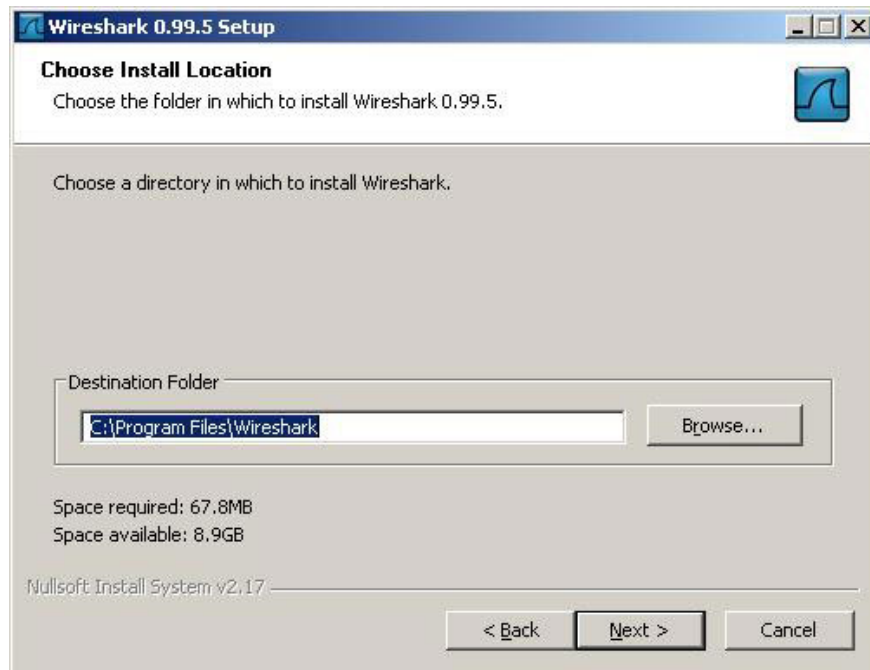 Wireshark 0.99.5 Setup
Choose Install Location
Choose the folder in which to install Wireshark 0.99.5.
Choose a directory in which to install Wireshark.
Destination Folder
C:\Program Files\Wireshark
Browse...
Space required: 67.8MB
Space available: 8.9GB
Nullsoft Install System v2.17
< Back
Next >
Cancel